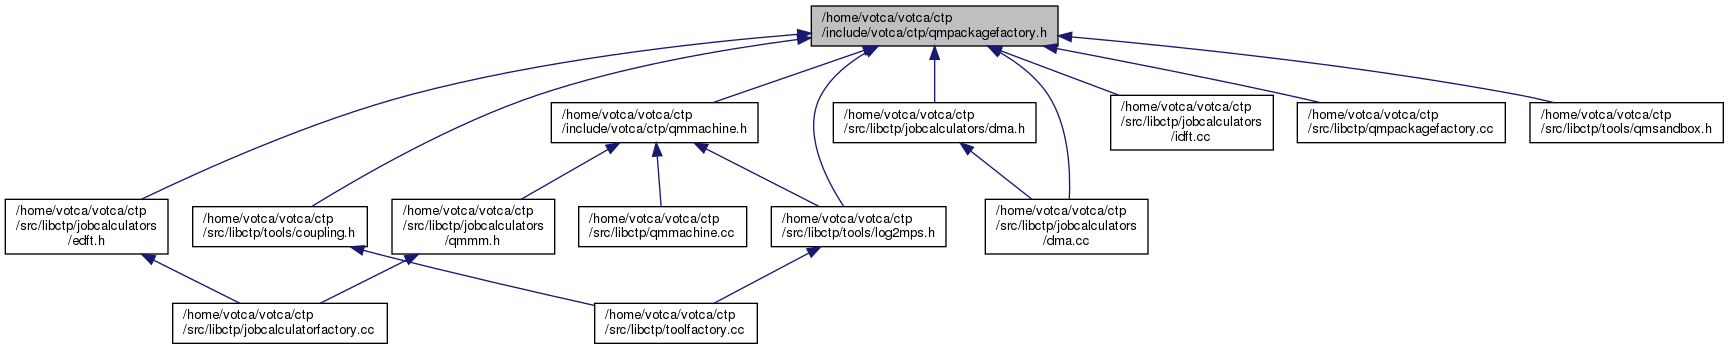 /home/votca/votca/ctp
/include/votca/ctp/qmpackagefactory.h
/home/votca/votca/ctp
/include/votca/ctp/qmmachine.h
/home/votca/votca/ctp
/src/libctp/jobcalculators/dma.h
/home/votca/votca/ctp
/src/libctp/jobcalculators
/idft.cc
/home/votca/votca/ctp
/src/libctp/qmpackagefactory.cc
/home/votca/votca/ctp
/src/libctp/tools/qmsandbox.h
/home/votca/votca/ctp
/src/libctp/jobcalculators
/edft.h
/home/votca/votca/ctp
/src/libctp/tools/coupling.h
/home/votca/votca/ctp
/src/libctp/jobcalculators
/qmmm.h
/home/votca/votca/ctp
/src/libctp/qmmachine.cc
/home/votca/votca/ctp
/src/libctp/tools/log2mps.h
/home/votca/votca/ctp
/src/libctp/jobcalculators
/dma.cc
/home/votca/votca/ctp
/src/libctp/jobcalculatorfactory.cc
/home/votca/votca/ctp
/src/libctp/toolfactory.cc